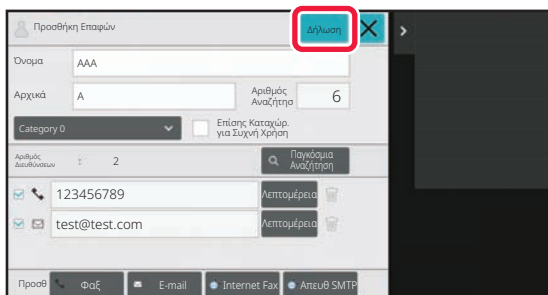 Προσθήκη Επαφών
Δήλωση
Όνομα
AAA
Αρχικά
A
Αριθμός
Αναζήτησ
6
Category 0
Επίσης Καταχώρ.
για Συχνή Χρήση
Αριθμός
Διευθύνσεων
:
2
Παγκόσμια
Αναζήτηση
123456789
Λεπτομέρεια
test@test.com
Λεπτομέρεια
Προσθ
Φαξ
E-mail
Internet Fax
Απευθ SMTP